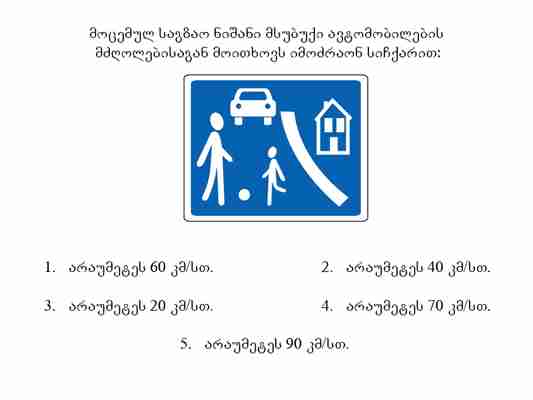 მოცემულ საგზაო ნიშანი მსუბუქი ავტომობილების
მძღოლებისაგან მოითხოვს იმოძრაონ სიჩქარით:
1. არაუმეტეს 60 კმ/სთ. 2. არაუმეტეს 40 კმ/სთ.
3. არაუმეტეს 20 კმ/სთ. 4. არაუმეტეს 70 კმ/სთ.
5. არაუმეტეს 90 კმ/სთ.